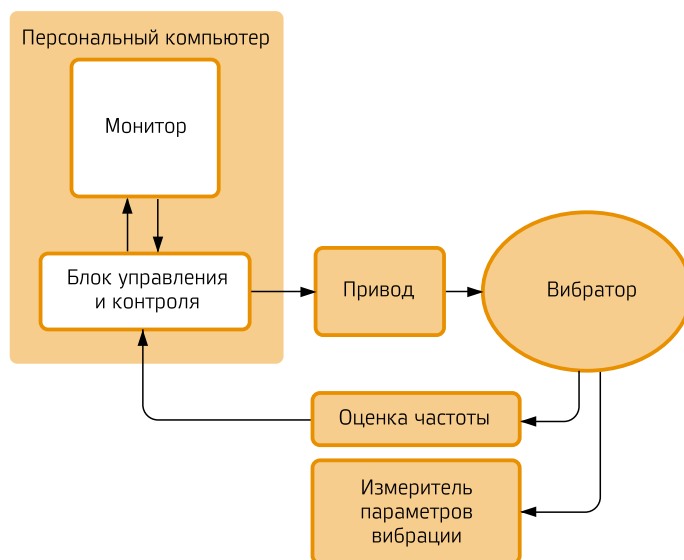 Персональный компьютер
Монитор
Блок управления
и контроля
Привод
Вибратор
Оценка частоты
Измеритель
параметров
вибрации